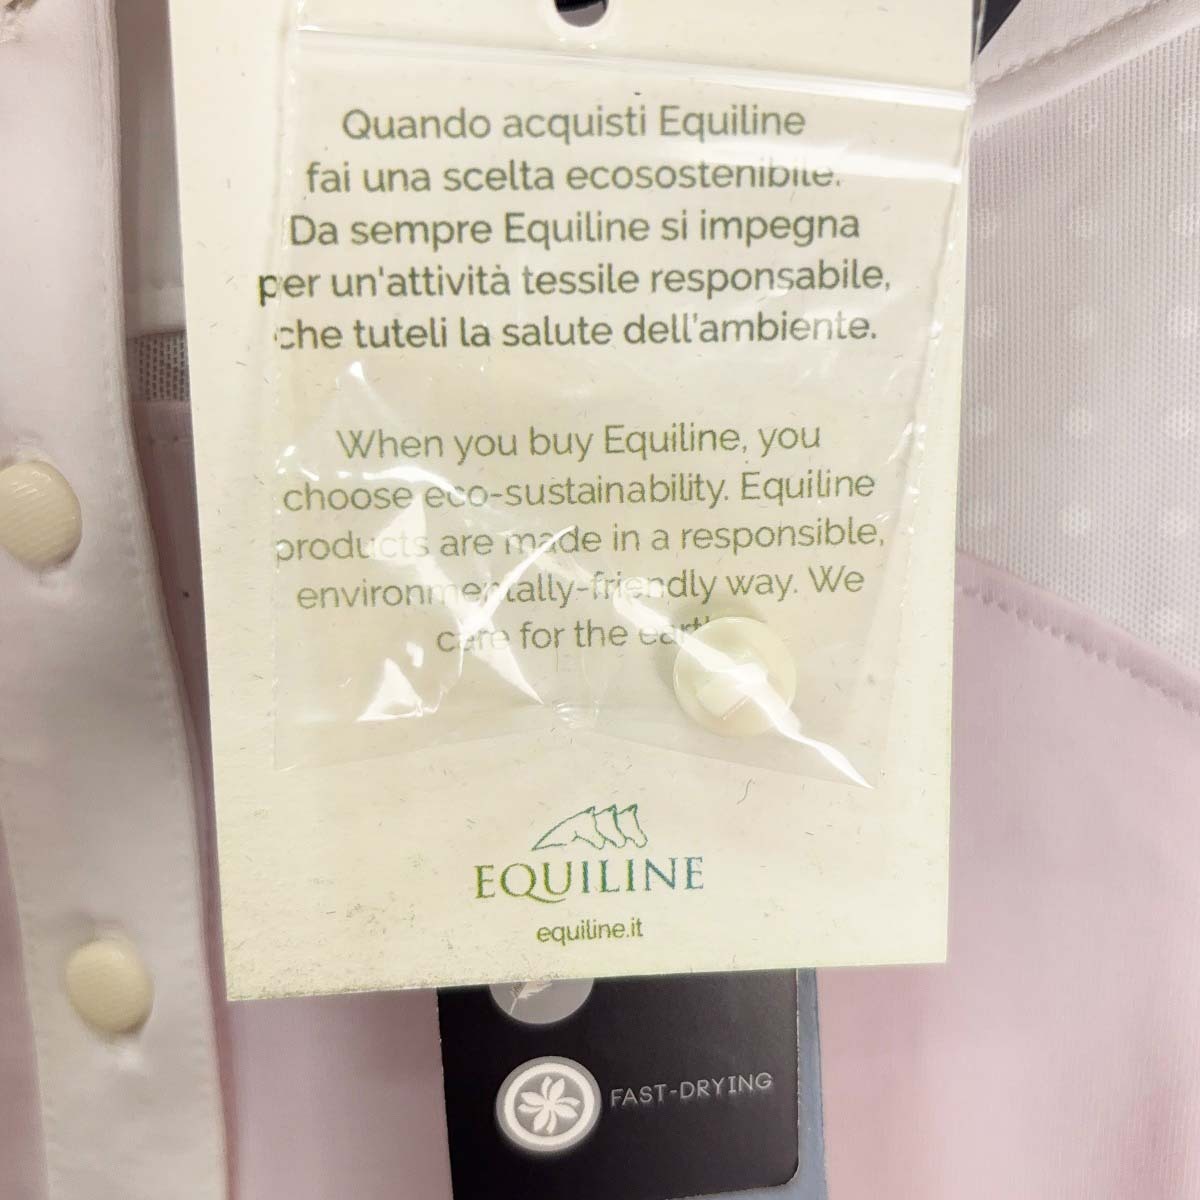 Quando acquisti Equiline
fai una scelta ecosostenibile.
Da sempre Equiline si impegna
per un'attività tessile responsabile,
che tuteli la salute dell'ambiente.
When you buy Equiline, you
choose eco-sustainability. Equiline
products are made in a responsible,
environmentally-friendly way. We
care for the earth
EQUILINE
equiline.it
FAST-DRYING